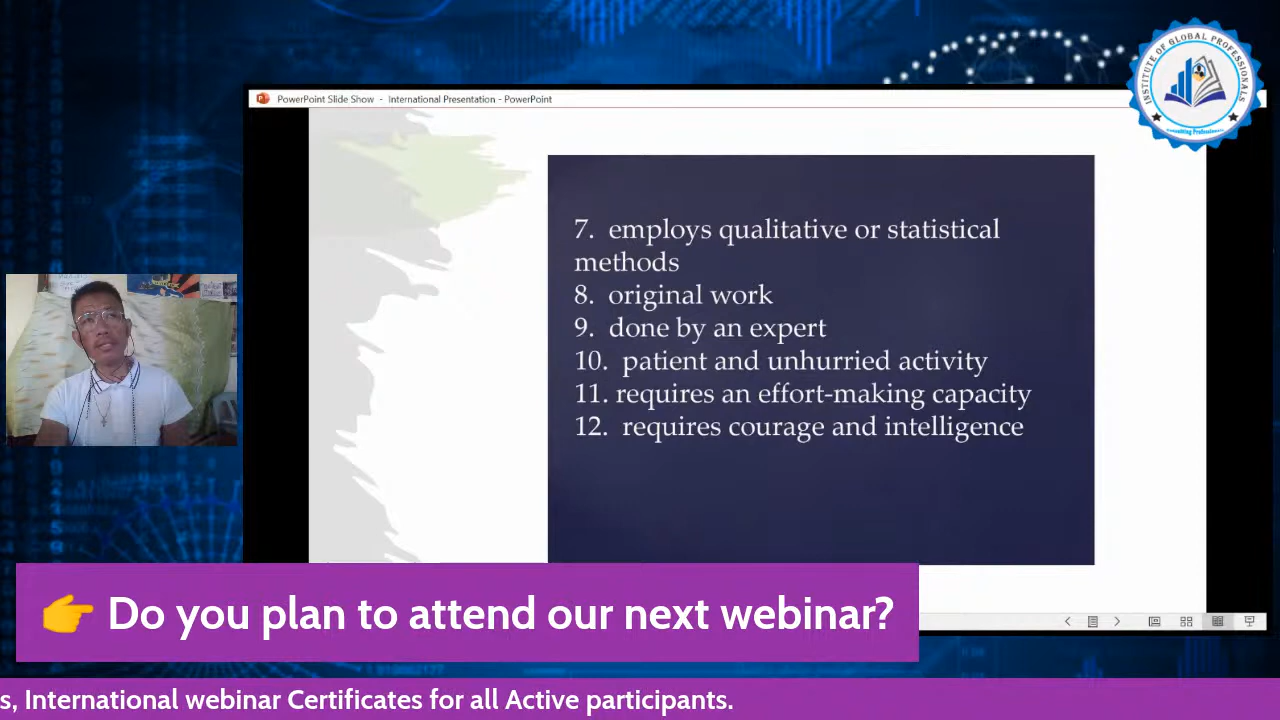 INSTITUTE OF GLOBAL PROFESSIONALS
PowerPoint Slide Show - International Presentation - PowerPoint
7. employs qualitative or statistical
methods
8. original work
9. done by an expert
10. patient and unhurried activity
11. requires an effort-making capacity
12. requires courage and intelligence
👉 Do you plan to attend our next webinar?
s, International webinar Certificates for all Active participants.